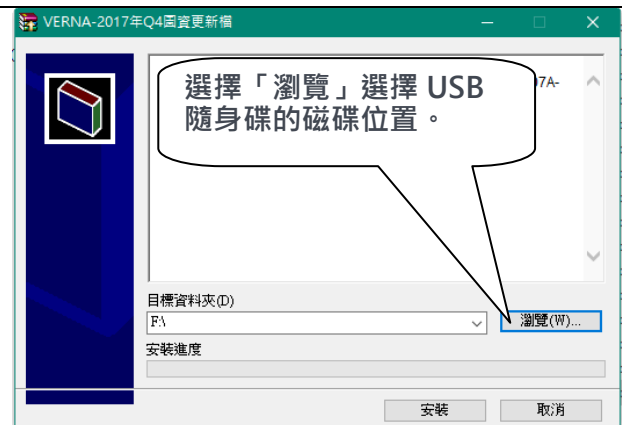 VERNA-2017年Q4圖資更新檔
選擇「瀏覽」選擇 USB
隨身碟的磁碟位置。
07A-
目標資料夾(D)
F:\
瀏覽(W)...
安裝進度
安裝
取消